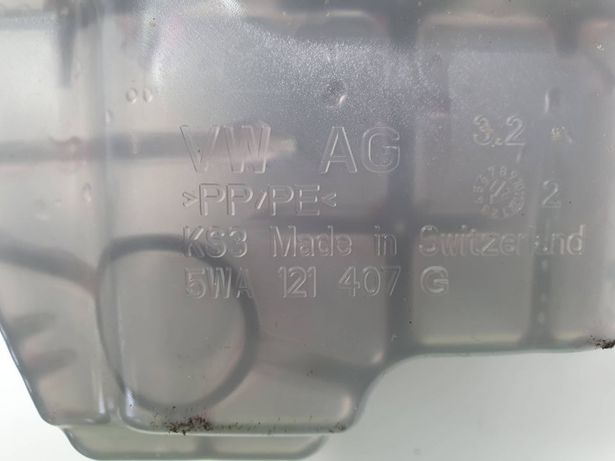 VW AG 3.2
>PP/PE< 2
KS3 Made in Switzerland
5WA 121 407 G